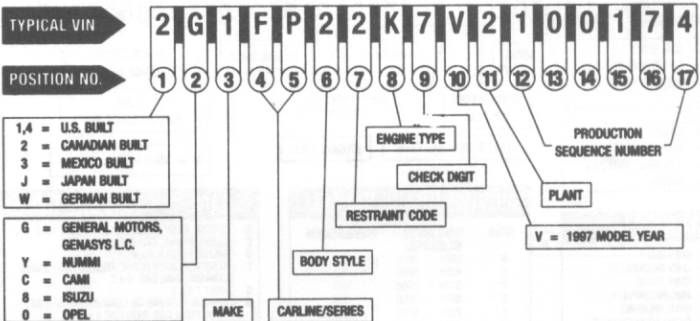 TYPICAL VIN
2 G 1 F P 2 2 K 7 V 2 1 0 0 1 7 4
POSITION NO.
1 2 3 4 5 6 7 8 9 10 11 12 13 14 15 16 17
1,4 = U.S. BUILT
2 = CANADIAN BUILT
3 = MEXICO BUILT
J = JAPAN BUILT
W = GERMAN BUILT
G = GENERAL MOTORS,
GENASYS L.C.
Y = NUMMI
C = CAMI
8 = ISUZU
0 = OPEL
MAKE
CARLINE/SERIES
BODY STYLE
RESTRAINT CODE
ENGINE TYPE
CHECK DIGIT
V = 1997 MODEL YEAR
PLANT
PRODUCTION
SEQUENCE NUMBER